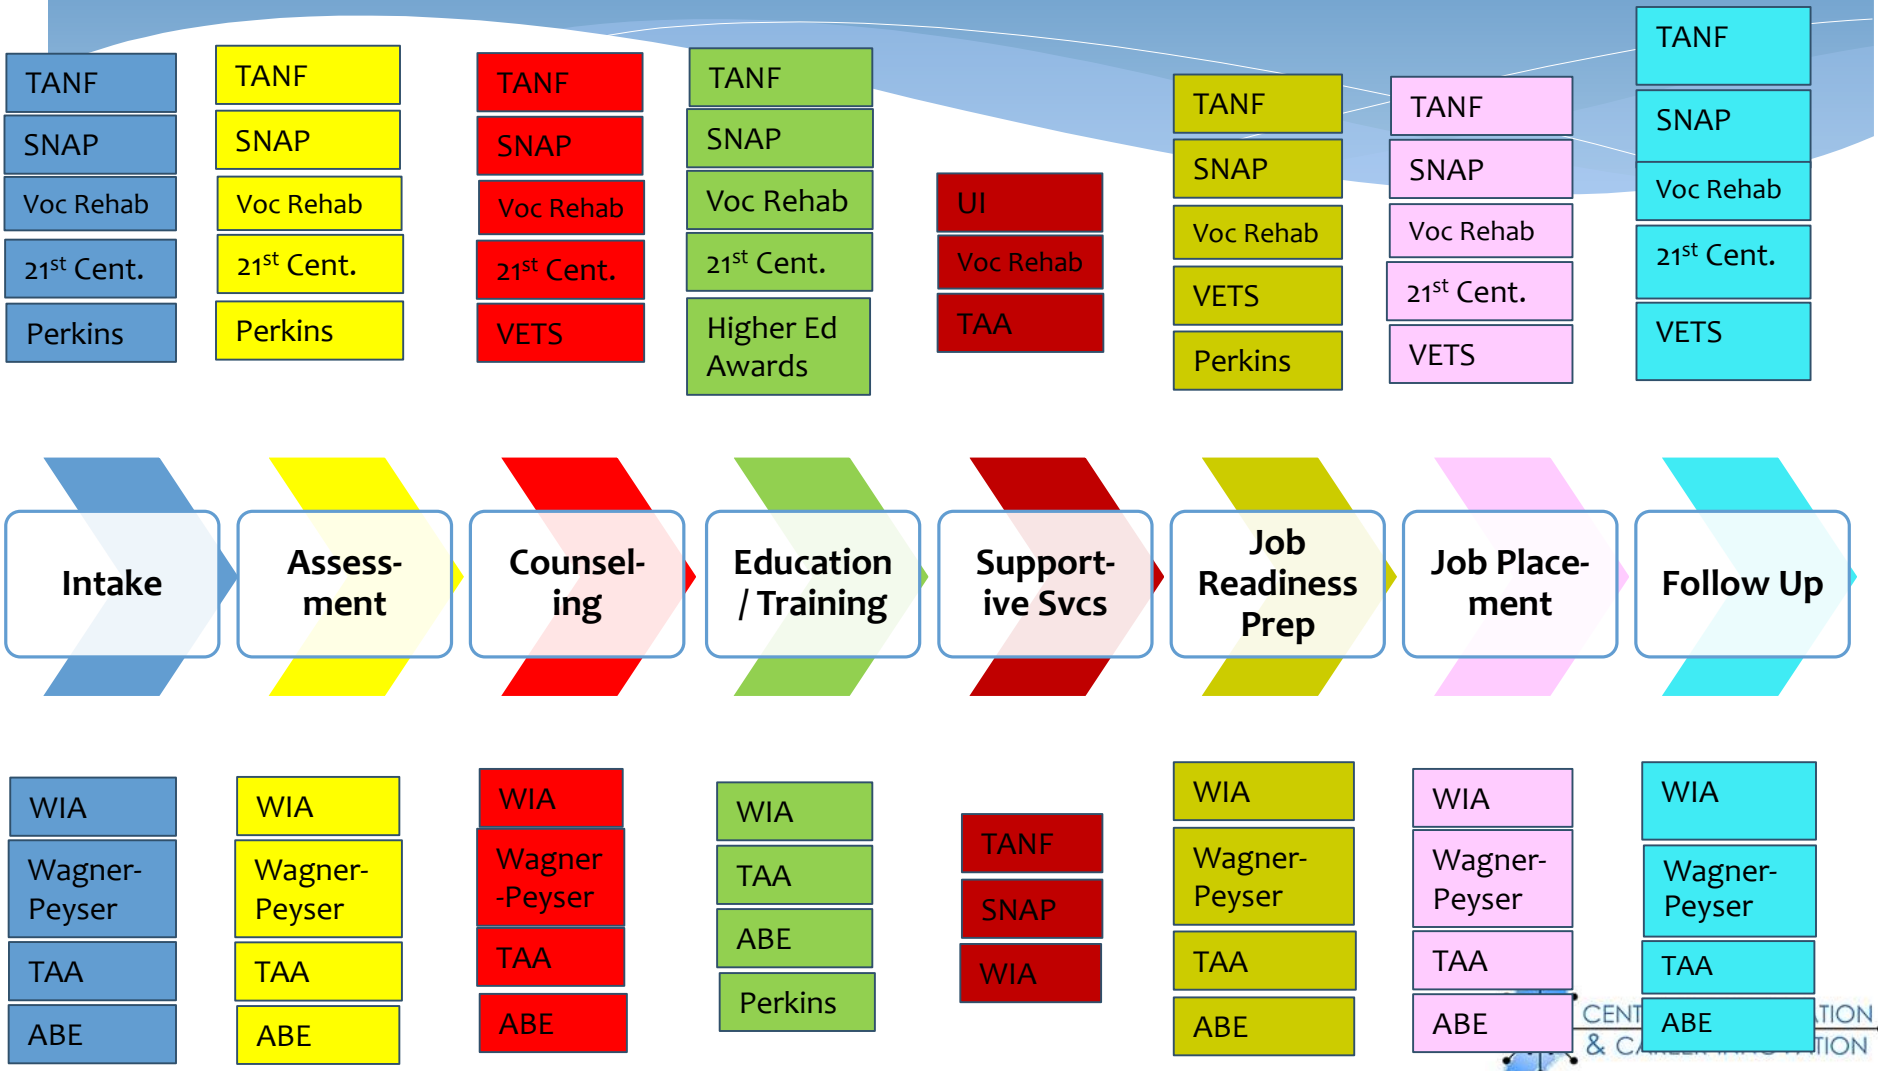 TANF
SNAP
Voc Rehab
21st Cent.
Perkins
TANF
SNAP
Voc Rehab
21st Cent.
Perkins
TANF
SNAP
Voc Rehab
21st Cent.
VETS
TANF
SNAP
Voc Rehab
21st Cent.
Higher Ed
Awards
UI
Voc Rehab
TAA
TANF
SNAP
Voc Rehab
VETS
Perkins
TANF
SNAP
Voc Rehab
21st Cent.
VETS
TANF
SNAP
Voc Rehab
21st Cent.
VETS
Intake
Assess-
ment
Counsel-
ing
Education
/ Training
Support-
ive Svcs
Job
Readiness
Prep
Job Place-
ment
Follow Up
WIA
Wagner-
Peyser
TAA
ABE
WIA
Wagner-
Peyser
TAA
ABE
WIA
Wagner
-Peyser
TAA
ABE
WIA
TAA
ABE
Perkins
TANF
SNAP
WIA
WIA
Wagner-
Peyser
TAA
ABE
WIA
Wagner-
Peyser
TAA
ABE
WIA
Wagner-
Peyser
TAA
ABE
&